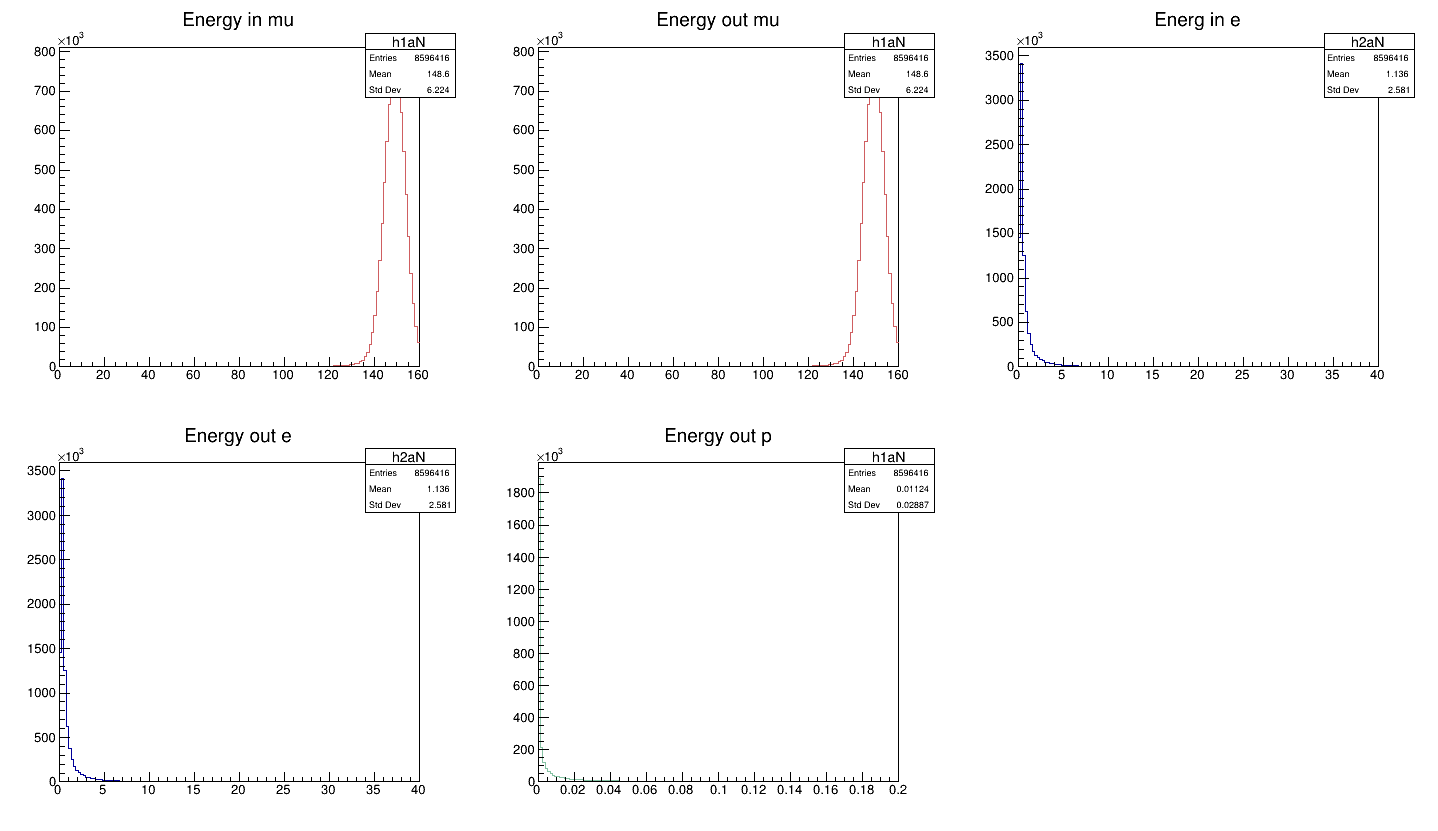 Energy in mu
×10³
h1aN
Entries 8596416
Mean 148.6
Std Dev 6.224
800
700
600
500
400
300
200
100
0
0 20 40 60 80 100 120 140 160
Energy out mu
×10³
h1aN
Entries 8596416
Mean 148.6
Std Dev 6.224
800
700
600
500
400
300
200
100
0
0 20 40 60 80 100 120 140 160
Energ in e
×10³
h2aN
Entries 8596416
Mean 1.136
Std Dev 2.581
3500
3000
2500
2000
1500
1000
500
0
0 5 10 15 20 25 30 35 40
Energy out e
×10³
h2aN
Entries 8596416
Mean 1.136
Std Dev 2.581
3500
3000
2500
2000
1500
1000
500
0
0 5 10 15 20 25 30 35 40
Energy out p
×10³
h1aN
Entries 8596416
Mean 0.01124
Std Dev 0.02887
1800
1600
1400
1200
1000
800
600
400
200
0
0 0.02 0.04 0.06 0.08 0.1 0.12 0.14 0.16 0.18 0.2